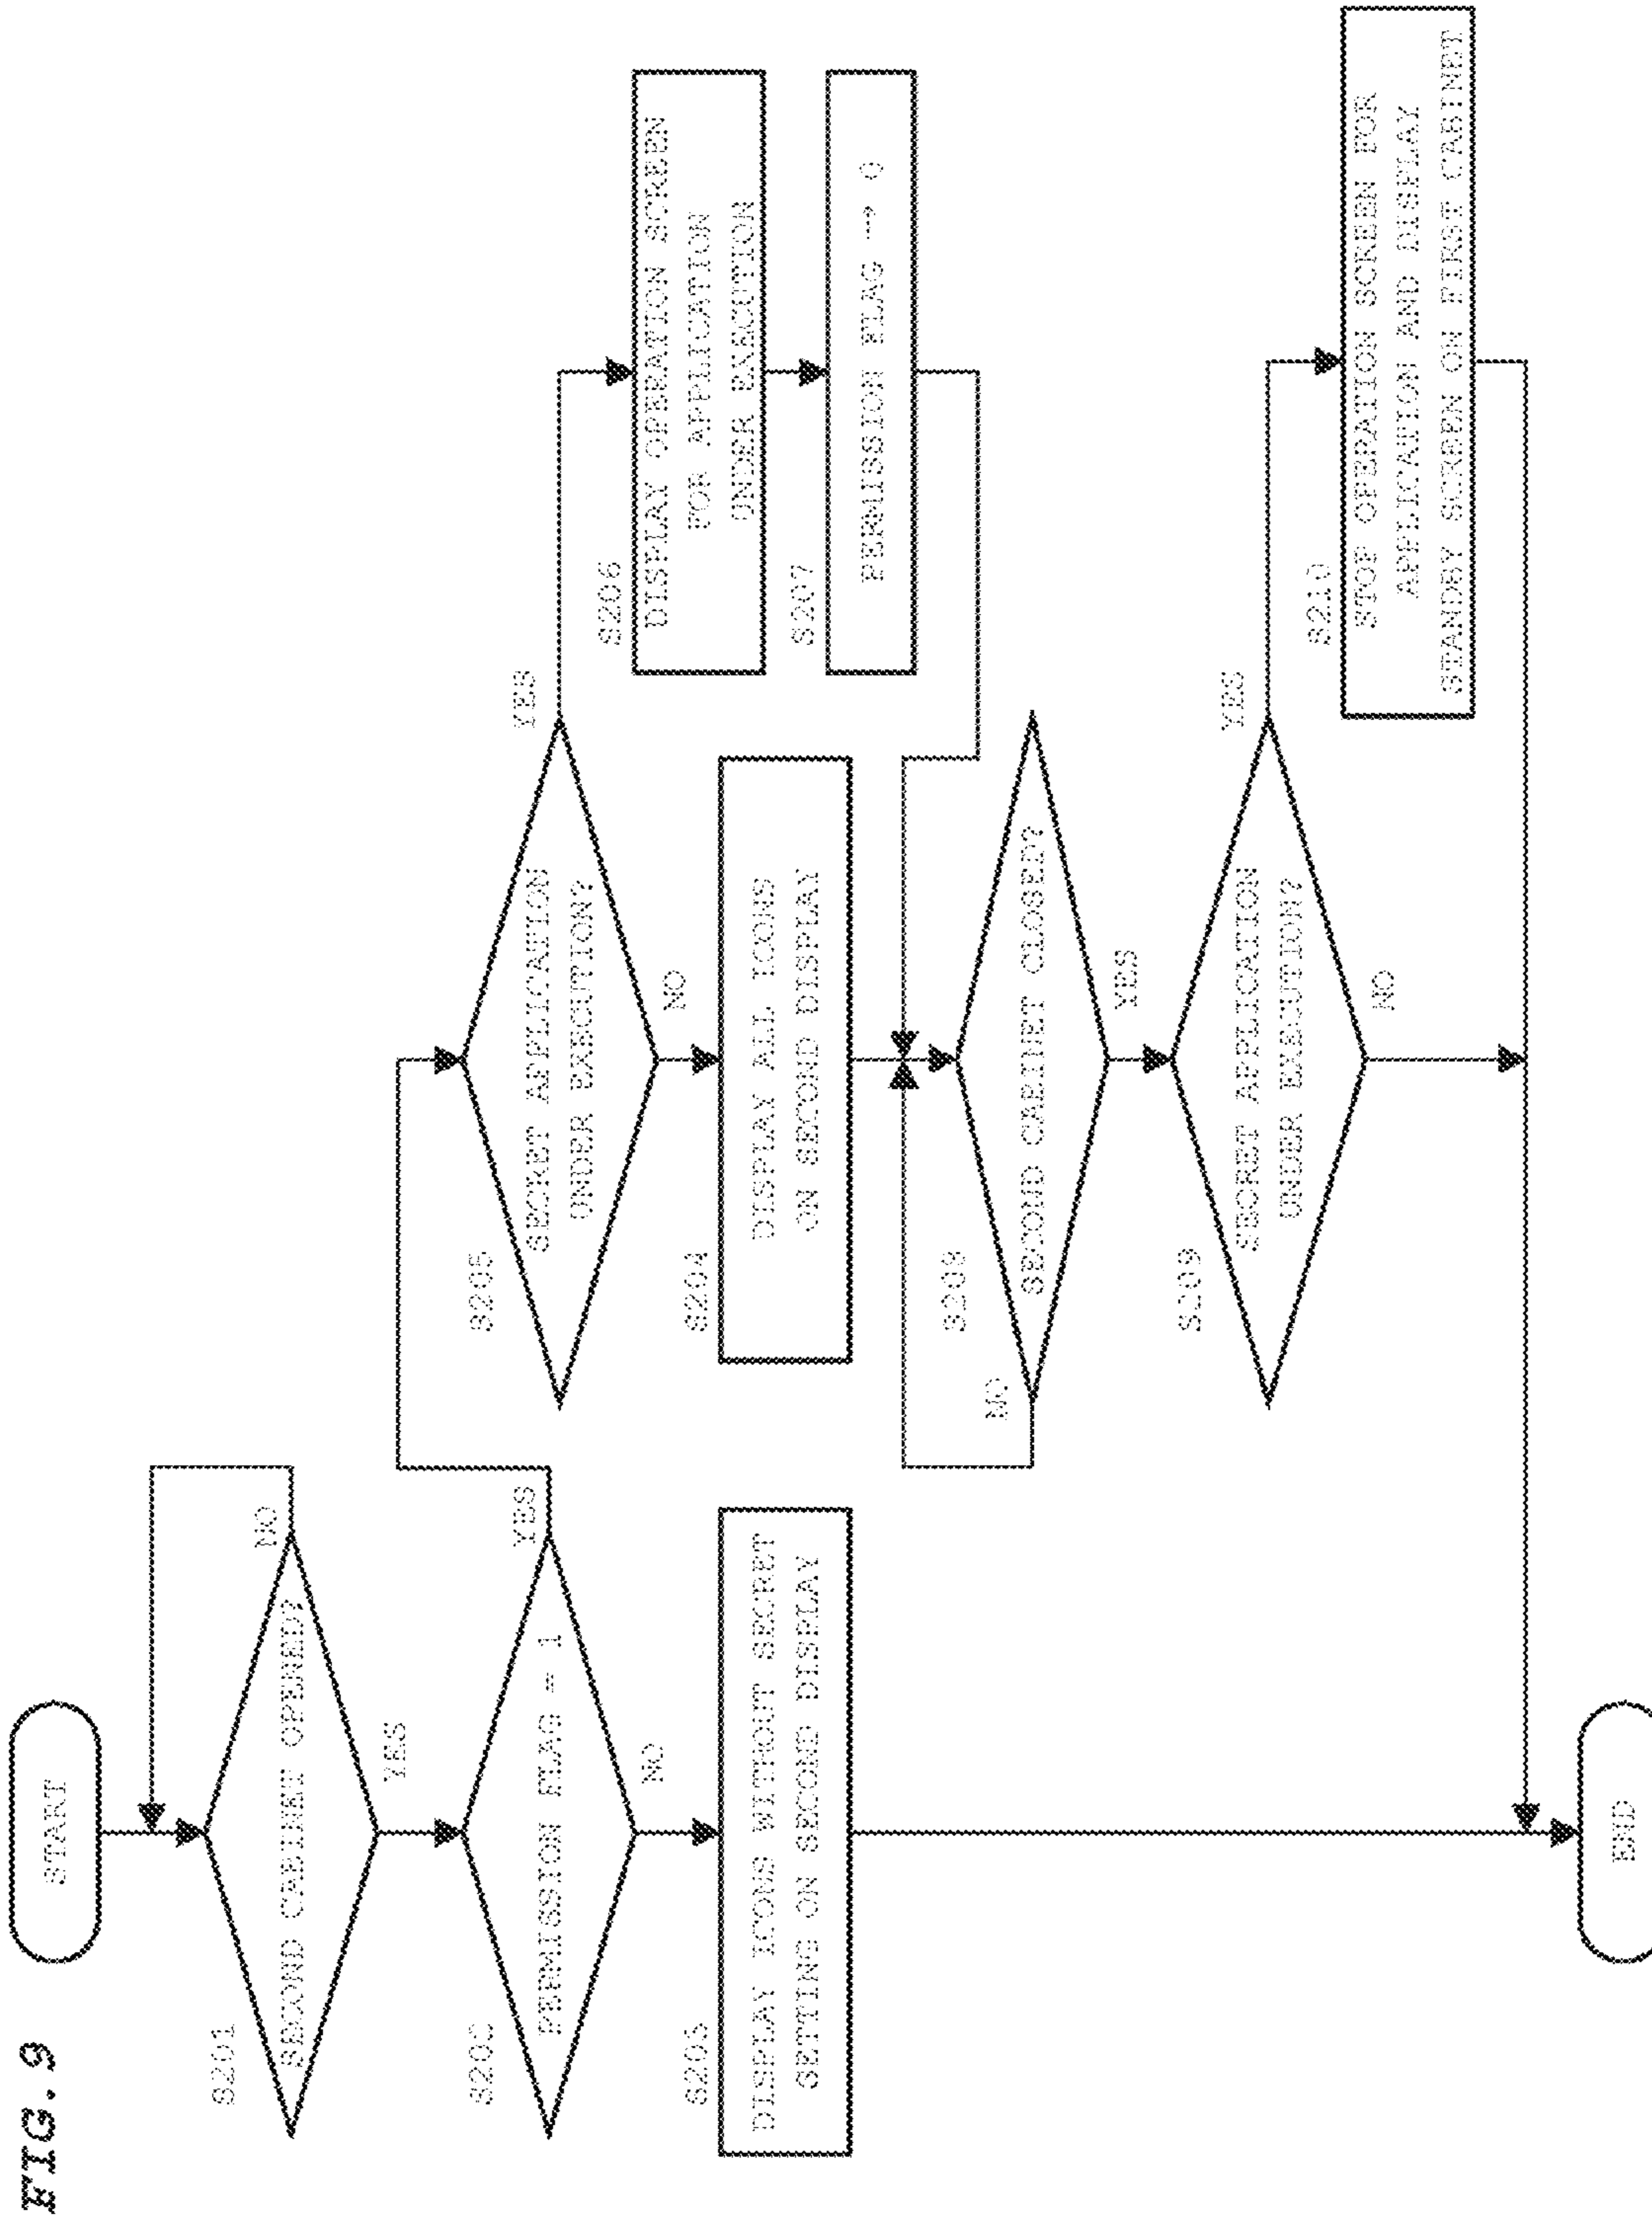 FIG. 9
START
S201
SECOND CABINET OPENED?
NO
YES
S202
PERMISSION FLAG = 1
YES
NO
S203
DISPLAY ICONS WITHOUT SECRET
SETTING ON SECOND DISPLAY
S205
SECRET APPLICATION
UNDER EXECUTION?
YES
NO
S204
DISPLAY ALL ICONS
ON SECOND DISPLAY
S206
DISPLAY OPERATION SCREEN
FOR APPLICATION
UNDER EXECUTION
S207
PERMISSION FLAG → 0
S208
SECOND CABINET CLOSED?
NO
YES
S209
SECRET APPLICATION
UNDER EXECUTION?
YES
NO
S210
STOP OPERATION SCREEN FOR
APPLICATION AND DISPLAY
STANDBY SCREEN ON FIRST CABINET
END